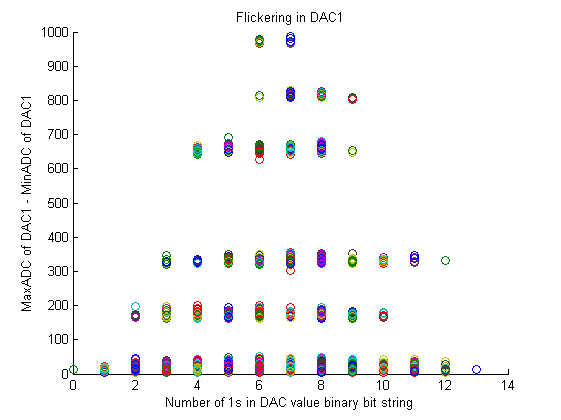 Flickering in DAC1
MaxADC of DAC1 - MinADC of DAC1
1000
900
800
700
600
500
400
300
200
100
0
0 2 4 6 8 10 12 14
Number of 1s in DAC value binary bit string